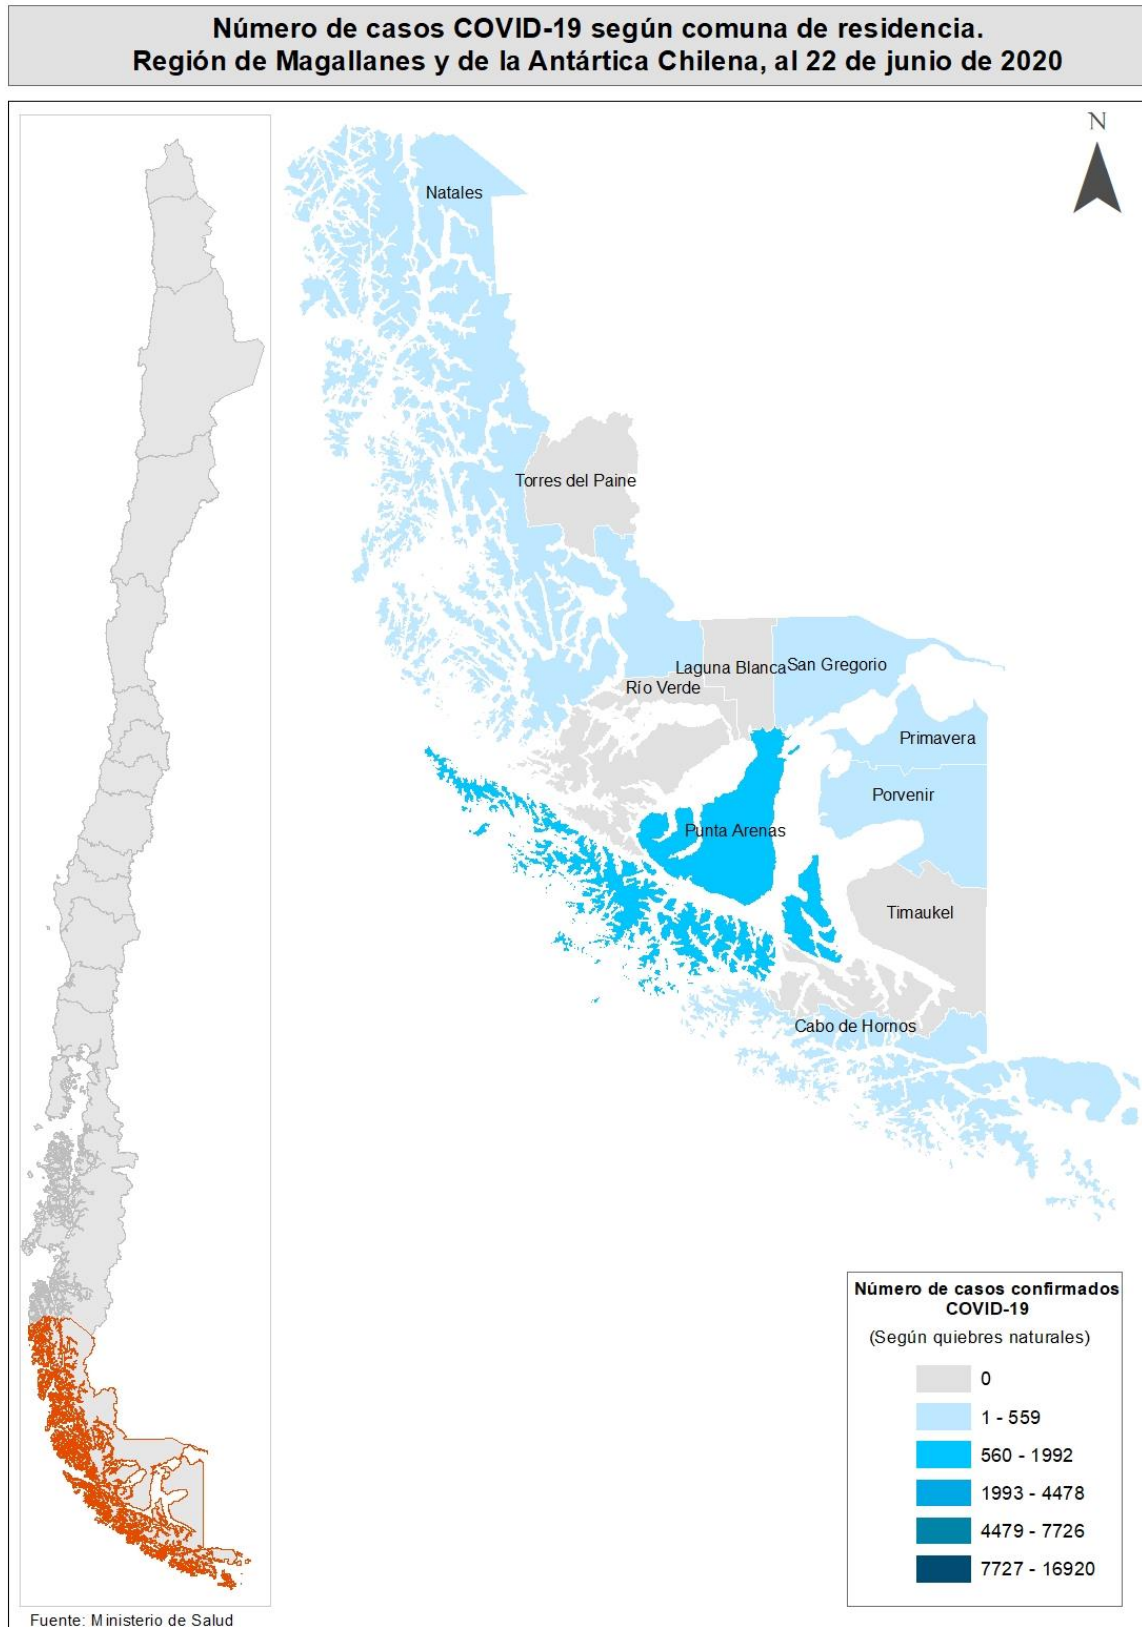 Número de casos COVID-19 según comuna de residencia.
Región de Magallanes y de la Antártica Chilena, al 22 de junio de 2020
N
Natales
Torres del Paine
Laguna Blanca
San Gregorio
Río Verde
Primavera
Porvenir
Punta Arenas
Timaukel
Cabo de Hornos
Número de casos confirmados
COVID-19
(Según quiebres naturales)
0
1 - 559
560 - 1992
1993 - 4478
4479 - 7726
7727 - 16920
Fuente: Ministerio de Salud